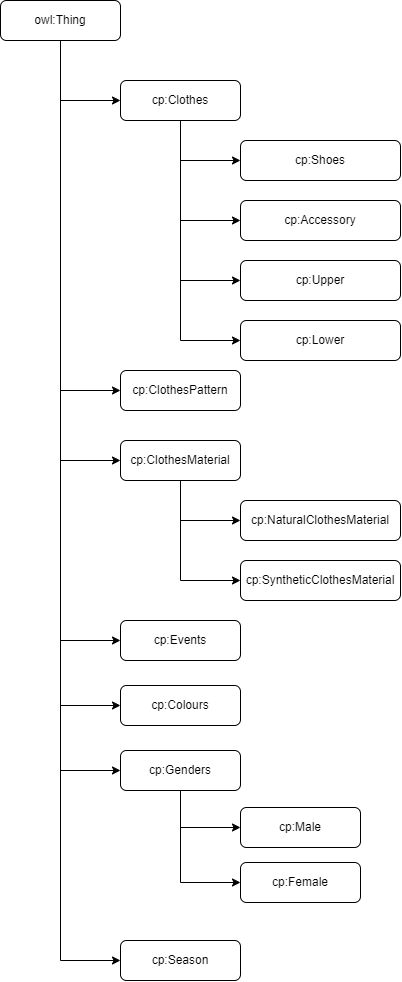 owl:Thing
cp:Clothes
cp:Shoes
cp:Accessory
cp:Upper
cp:Lower
cp:ClothesPattern
cp:ClothesMaterial
cp:NaturalClothesMaterial
cp:SyntheticClothesMaterial
cp:Events
cp:Colours
cp:Genders
cp:Male
cp:Female
cp:Season